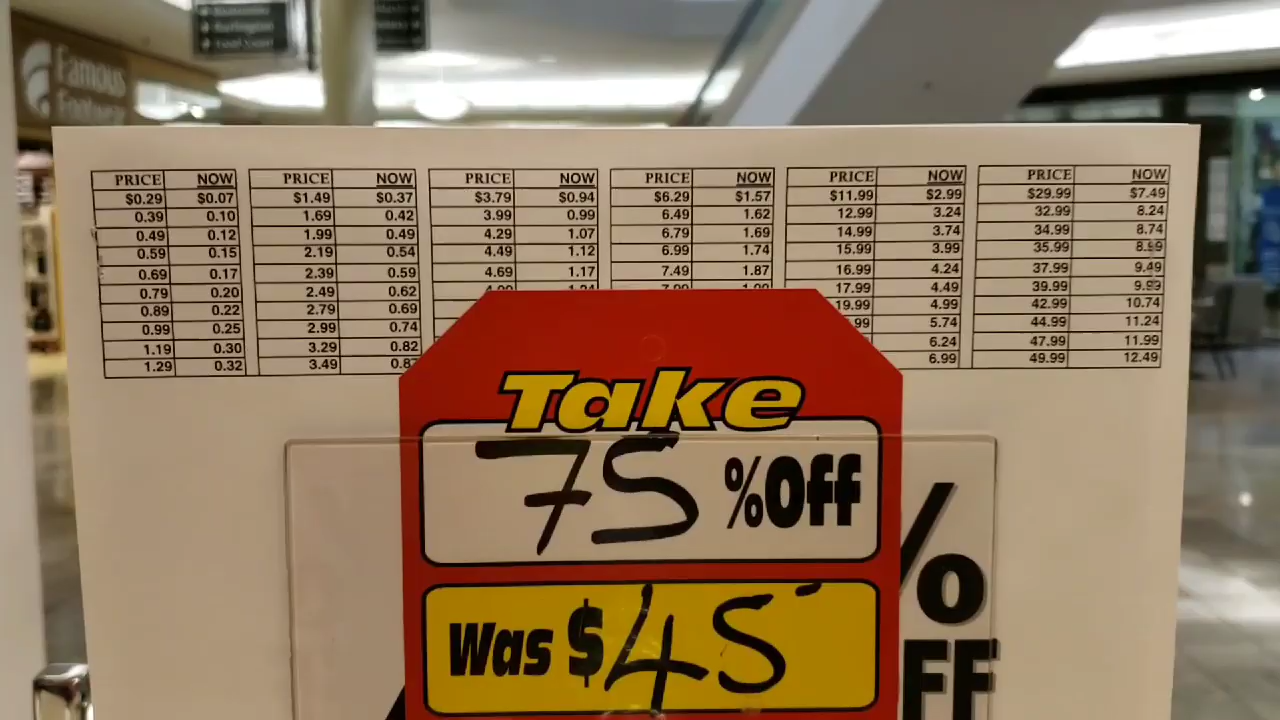 Famous
Footwear
Burlington
Food Court
PRICE NOW PRICE NOW PRICE NOW PRICE NOW PRICE NOW PRICE NOW
$0.29 $0.07 $1.49 $0.37 $3.79 $0.94 $6.29 $1.57 $11.99 $2.99 $29.99 $7.49
0.39 0.10 1.69 0.42 3.99 0.99 6.49 1.62 12.99 3.24 32.99 8.24
0.49 0.12 1.99 0.49 4.29 1.07 6.79 1.69 14.99 3.74 34.99 8.74
0.59 0.15 2.19 0.54 4.49 1.12 6.99 1.74 15.99 3.99 35.99 8.99
0.69 0.17 2.39 0.59 4.69 1.17 7.49 1.87 16.99 4.24 37.99 9.49
0.79 0.20 2.49 0.62 17.99 4.49 39.99 9.99
0.89 0.22 2.79 0.69 19.99 4.99 42.99 10.74
0.99 0.25 2.99 0.74 99 5.74 44.99 11.24
1.19 0.30 3.29 0.82 6.24 47.99 11.99
1.29 0.32 3.49 0.87 6.99 49.99 12.49
Take
75 %Off
Was $45
%
FF